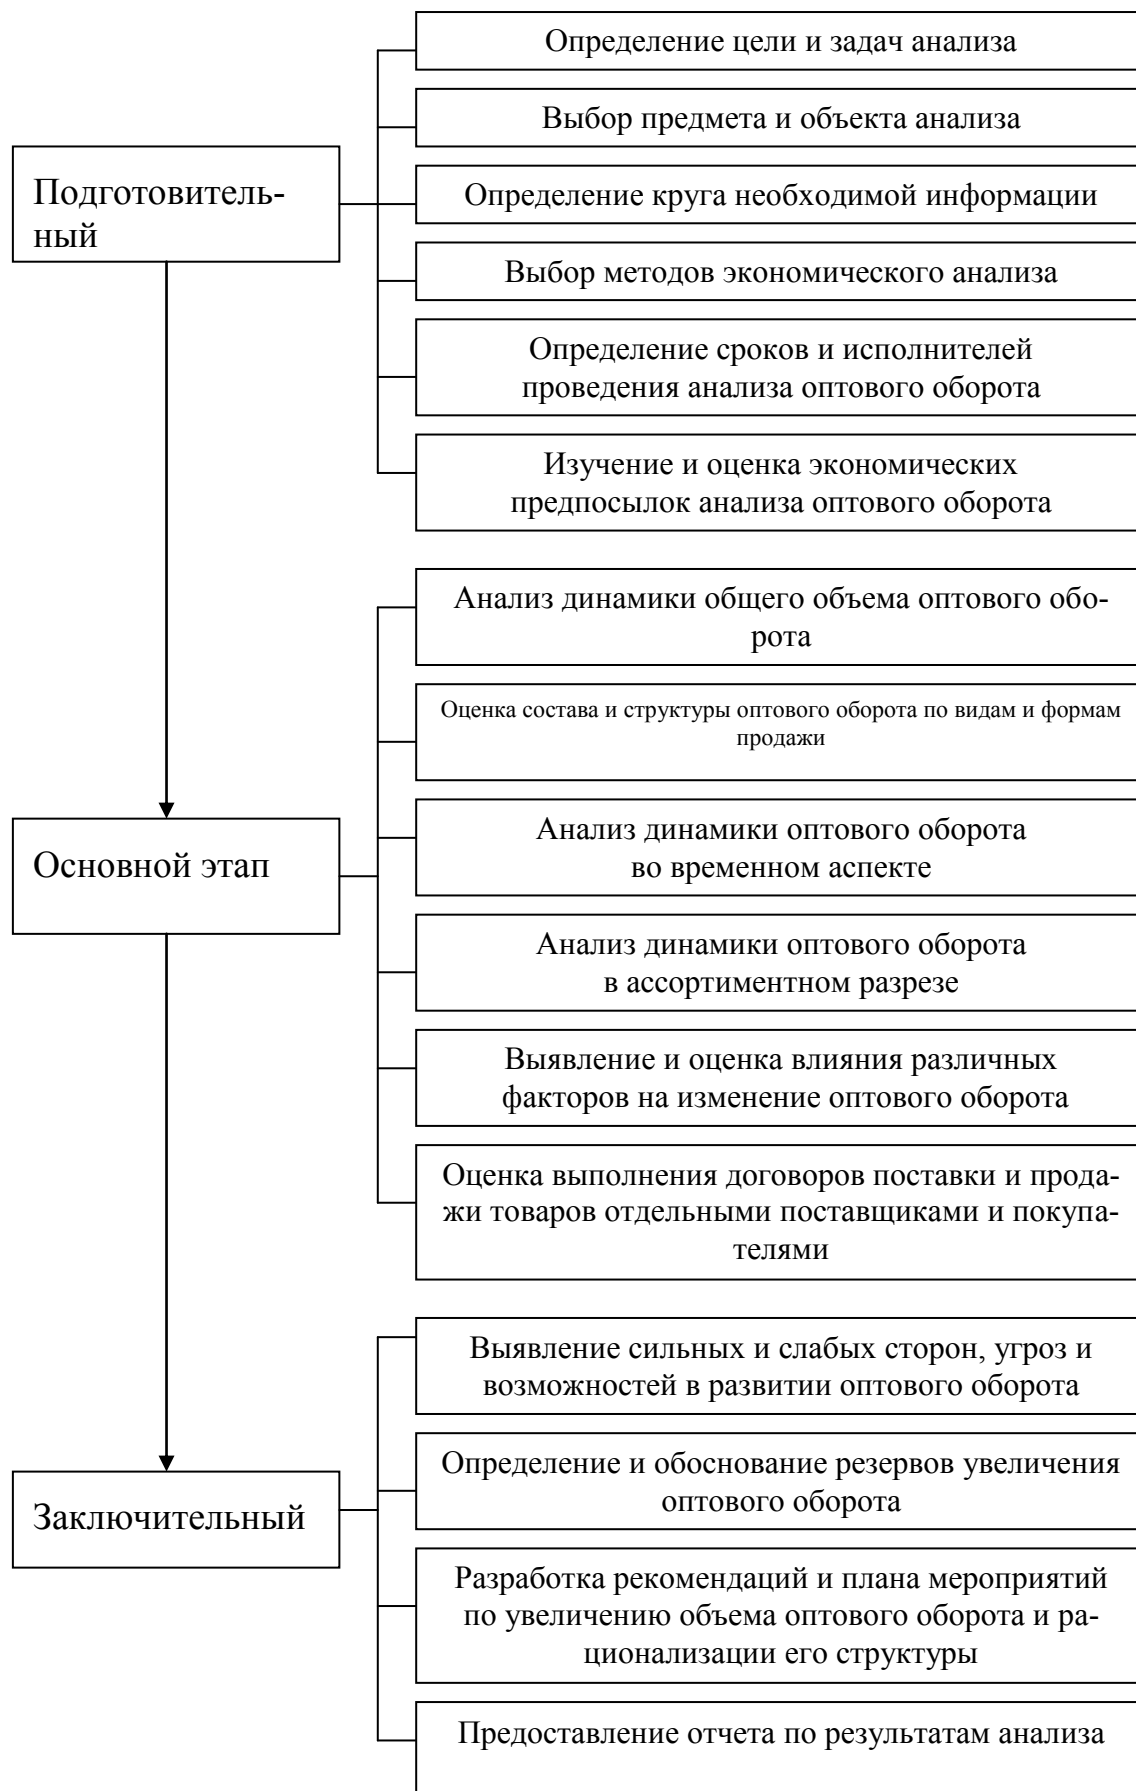 Определение цели и задач анализа
Выбор предмета и объекта анализа
Подготовитель-
ный
Определение круга необходимой информации
Выбор методов экономического анализа
Определение сроков и исполнителей
проведения анализа оптового оборота
Изучение и оценка экономических
предпосылок анализа оптового оборота
Анализ динамики общего объема оптового обо-
рота
Оценка состава и структуры оптового оборота по видам и формам
продажи
Основной этап
Анализ динамики оптового оборота
во временном аспекте
Анализ динамики оптового оборота
в ассортиментном разрезе
Выявление и оценка влияния различных
факторов на изменение оптового оборота
Оценка выполнения договоров поставки и прода-
жи товаров отдельными поставщиками и покупа-
телями
Выявление сильных и слабых сторон, угроз и
возможностей в развитии оптового оборота
Заключительный
Определение и обоснование резервов увеличения
оптового оборота
Разработка рекомендаций и плана мероприятий
по увеличению объема оптового оборота и ра-
ционализации его структуры
Предоставление отчета по результатам анализа